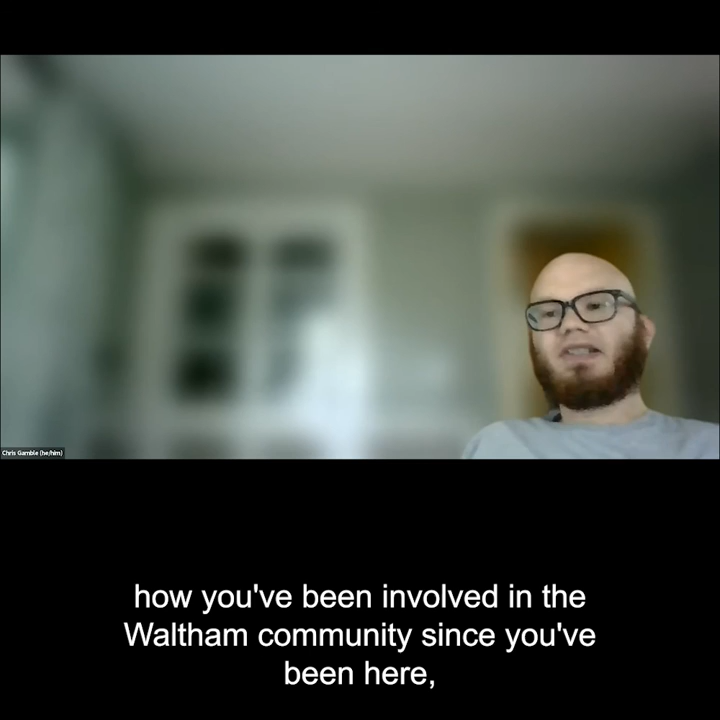 Chris Gamble (he/him)
how you've been involved in the
Waltham community since you've
been here,